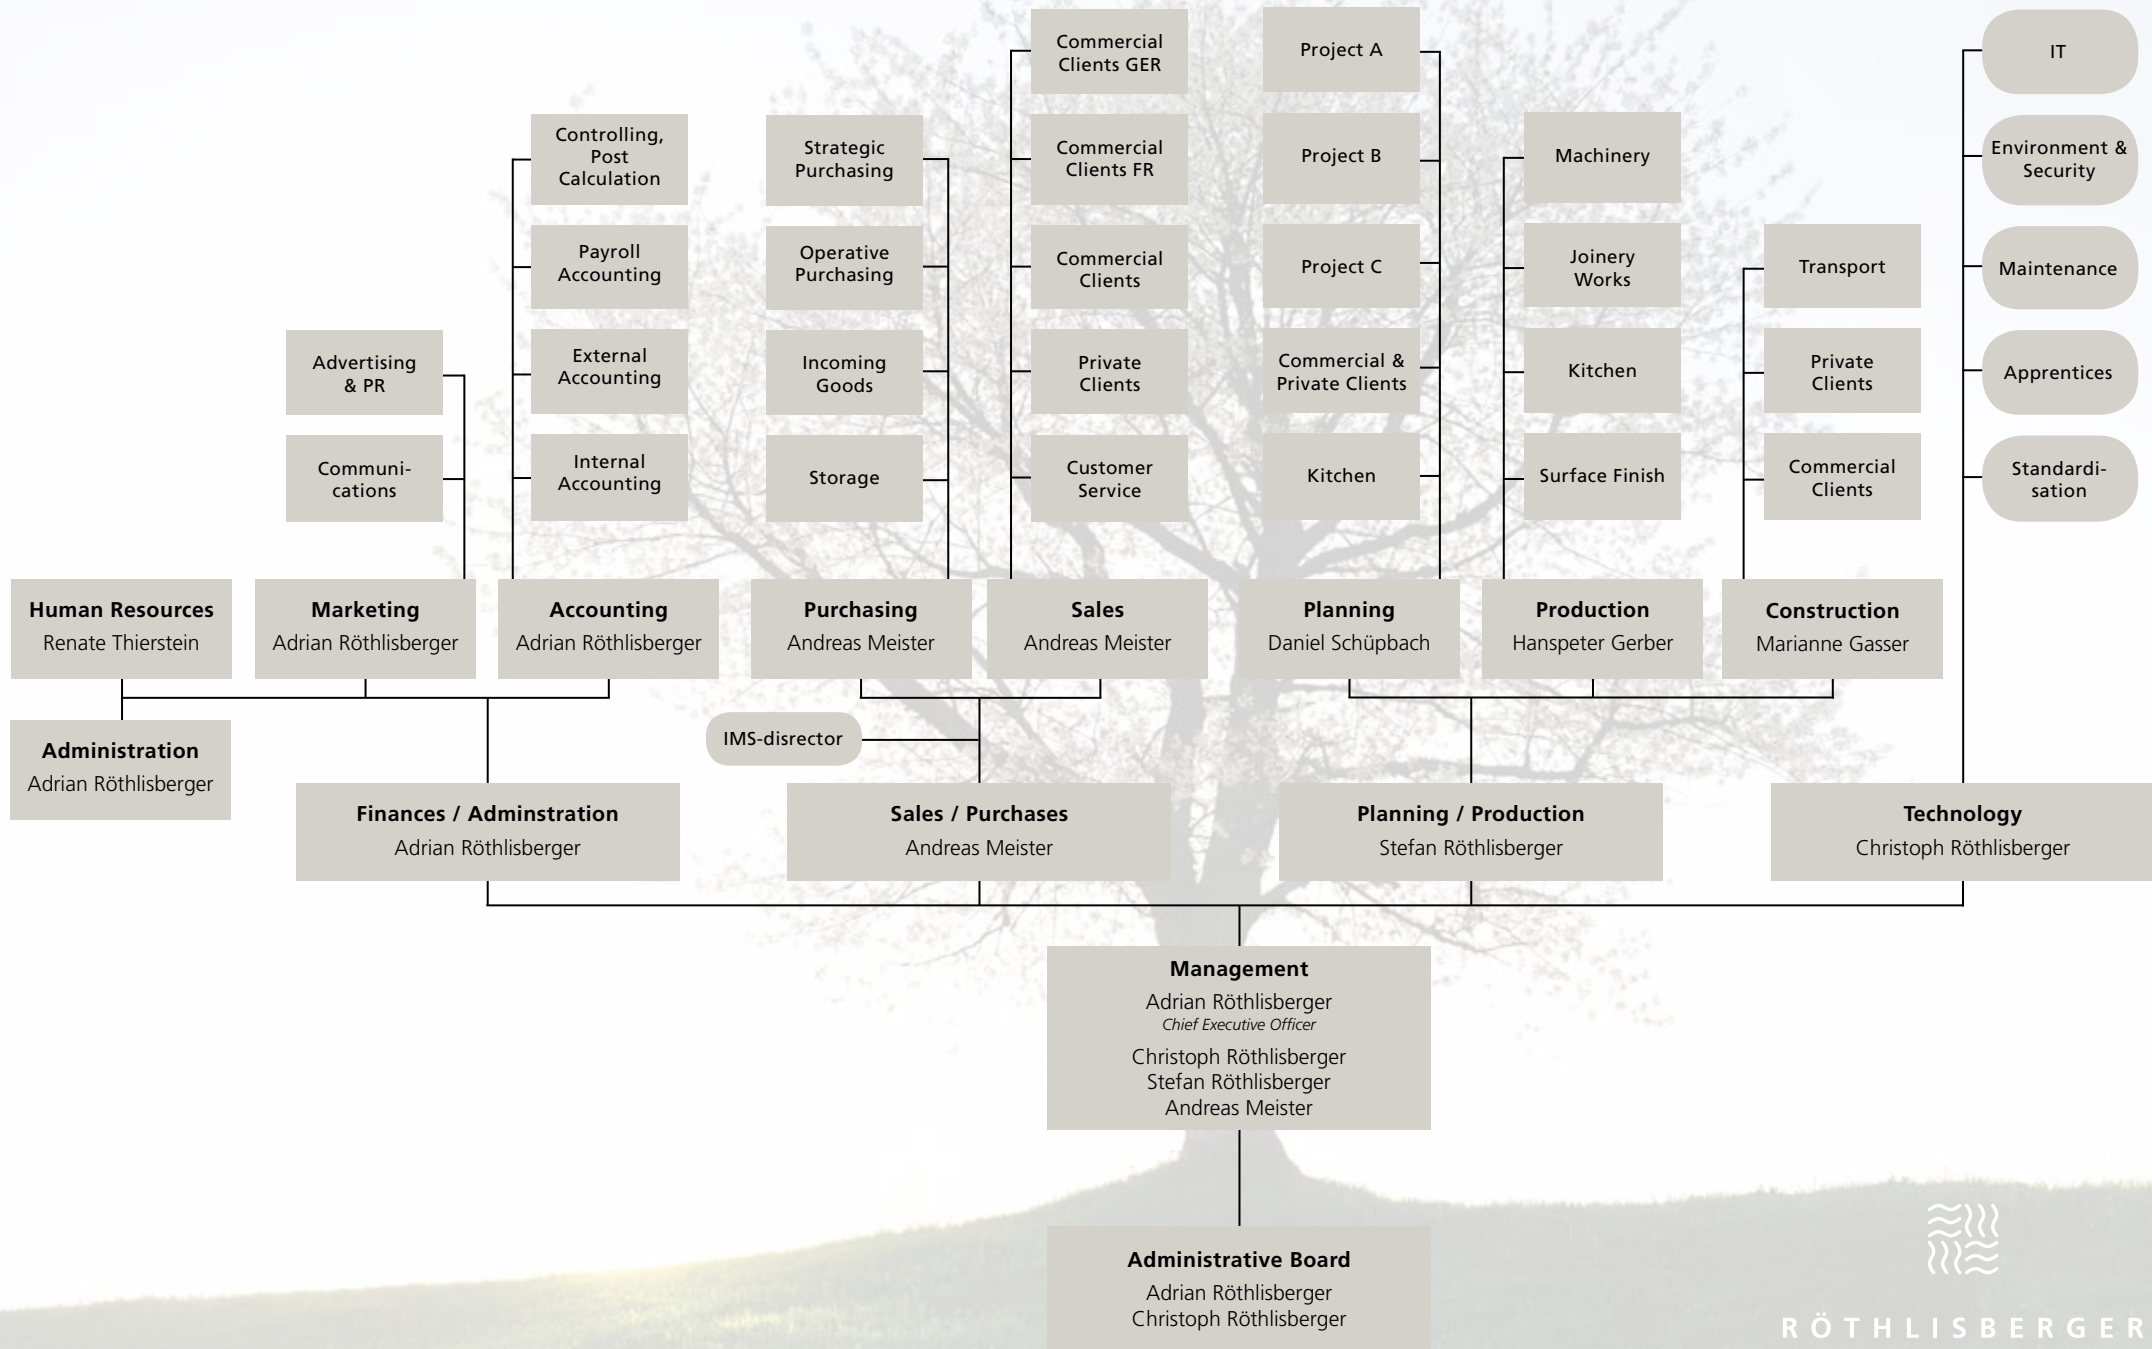 Commercial
Clients GER
Project A
IT
Controlling,
Post
Calculation
Strategic
Purchasing
Commercial
Clients FR
Project B
Machinery
Environment &
Security
Payroll
Accounting
Operative
Purchasing
Commercial
Clients
Project C
Joinery
Works
Transport
Maintenance
Advertising
& PR
External
Accounting
Incoming
Goods
Private
Clients
Commercial &
Private Clients
Kitchen
Private
Clients
Apprentices
Communi-
cations
Internal
Accounting
Storage
Customer
Service
Kitchen
Surface Finish
Commercial
Clients
Standardi-
sation
Human Resources
Renate Thierstein
Marketing
Adrian Röthlisberger
Accounting
Adrian Röthlisberger
Purchasing
Andreas Meister
Sales
Andreas Meister
Planning
Daniel Schüpbach
Production
Hanspeter Gerber
Construction
Marianne Gasser
Administration
Adrian Röthlisberger
IMS-disrector
Finances / Adminstration
Adrian Röthlisberger
Sales / Purchases
Andreas Meister
Planning / Production
Stefan Röthlisberger
Technology
Christoph Röthlisberger
Management
Adrian Röthlisberger
Chief Executive Officer
Christoph Röthlisberger
Stefan Röthlisberger
Andreas Meister
Administrative Board
Adrian Röthlisberger
Christoph Röthlisberger
RÖTHLISBERGER